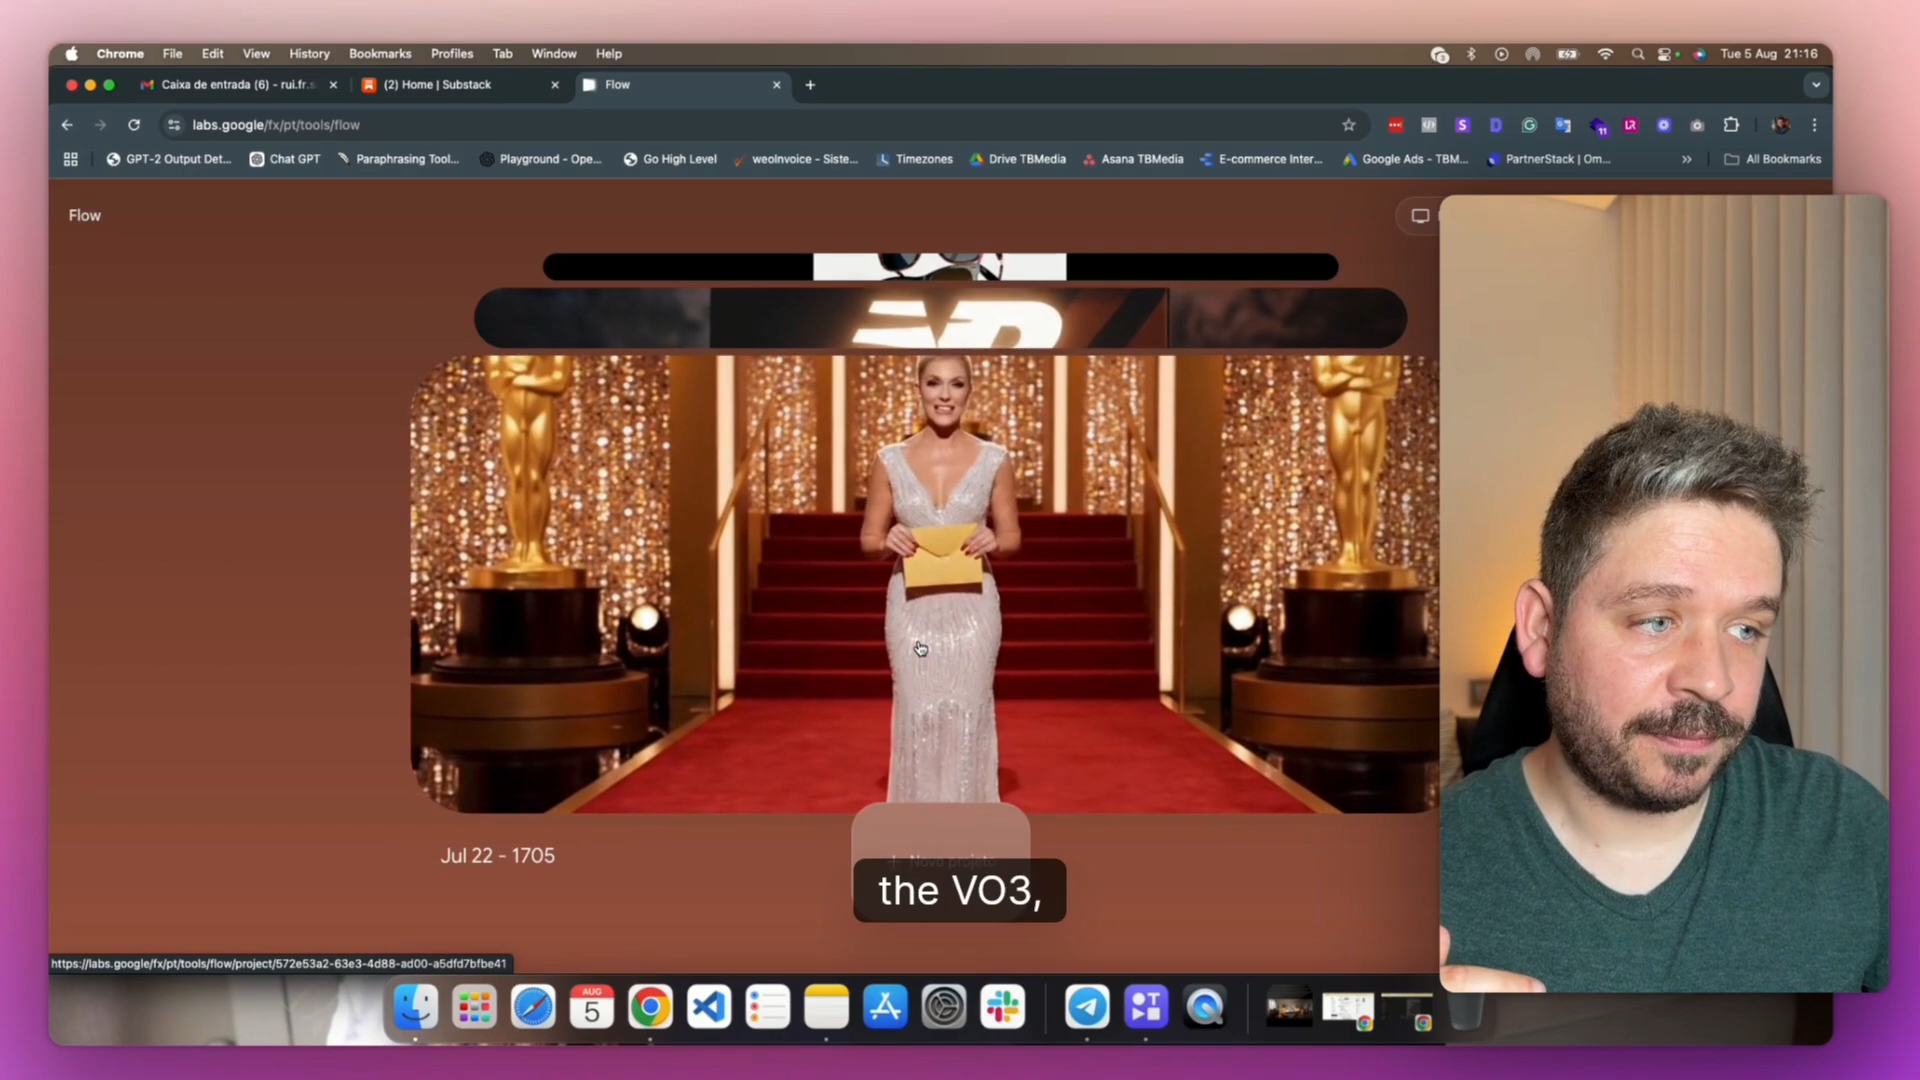 Chrome File Edit View History Bookmarks Profiles Tab Window Help
3
Tue 5 Aug 21:16
Caixa de entrada (6) - rui.fr.s
(2) Home | Substack
Flow
labs.google/fx/pt/tools/flow
11
GPT-2 Output Det...
Chat GPT
Paraphrasing Tool...
Playground - Ope...
Go High Level
weoInvoice - Siste...
Timezones
Drive TBMedia
Asana TBMedia
E-commerce Inter...
Google Ads - TBM...
PartnerStack | Om...
All Bookmarks
Flow
Jul 22 - 1705
Novo projeto
the VO3,
https://labs.google/fx/pt/tools/flow/project/572e53a2-63e3-4d88-ad00-a5dfd7bfbe41
AUG
5